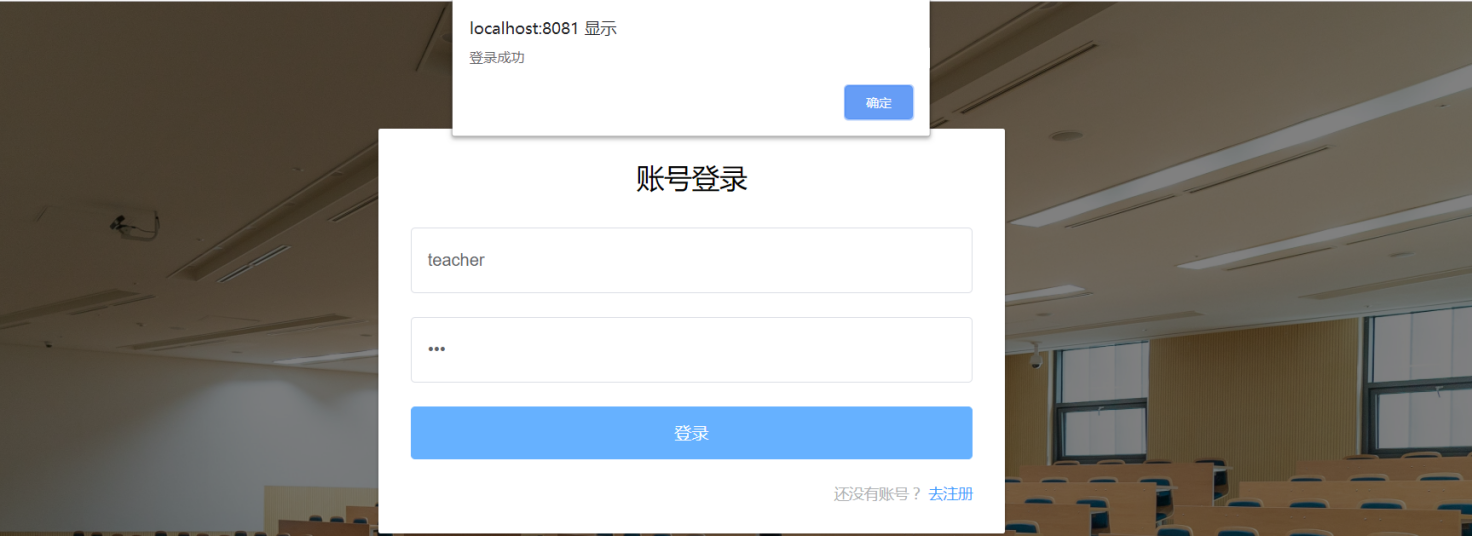 localhost:8081 显示
登录成功
确定
账号登录
teacher
•••
登录
还没有账号？ 去注册